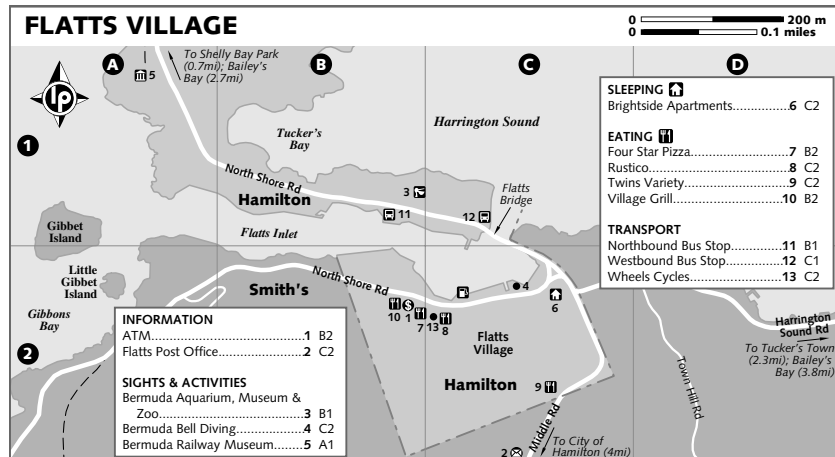 FLATTS VILLAGE
0 200 m
0 0.1 miles
A
B
C
D
1
2
lp
To Shelly Bay Park
(0.7mi); Bailey's
Bay (2.7mi)
5
Tucker's
Bay
Harrington Sound
North Shore Rd
Hamilton
3
11
12
Flatts
Bridge
Flatts Inlet
Gibbet
Island
Little
Gibbet
Island
Gibbons
Bay
Smith's
North Shore Rd
10
$
1
7
13
8
4
6
Flatts
Village
Hamilton
9
Middle Rd
2
To City of
Hamilton (4mi)
Town Hill Rd
Harrington
Sound Rd
To Tucker's Town
(2.3mi); Bailey's
Bay (3.8mi)
INFORMATION
ATM.................................1 B2
Flatts Post Office.................2 C2
SIGHTS & ACTIVITIES
Bermuda Aquarium, Museum &
Zoo.................................3 B1
Bermuda Bell Diving.................4 C2
Bermuda Railway Museum.......5 A1
SLEEPING
Brightside Apartments...............6 C2
EATING
Four Star Pizza.......................7 B2
Rustico.................................8 C2
Twins Variety.........................9 C2
Village Grill.........................10 B2
TRANSPORT
Northbound Bus Stop............11 B1
Westbound Bus Stop.............12 C1
Wheels Cycles......................13 C2